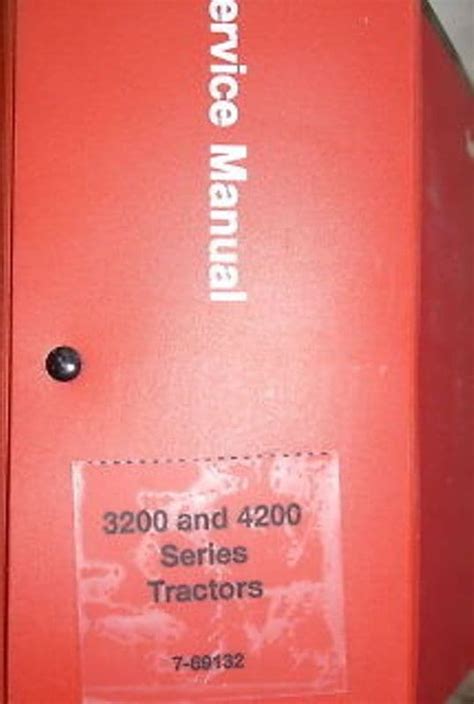 ervice Manual
3200 and 4200
Series
Tractors
7-69132